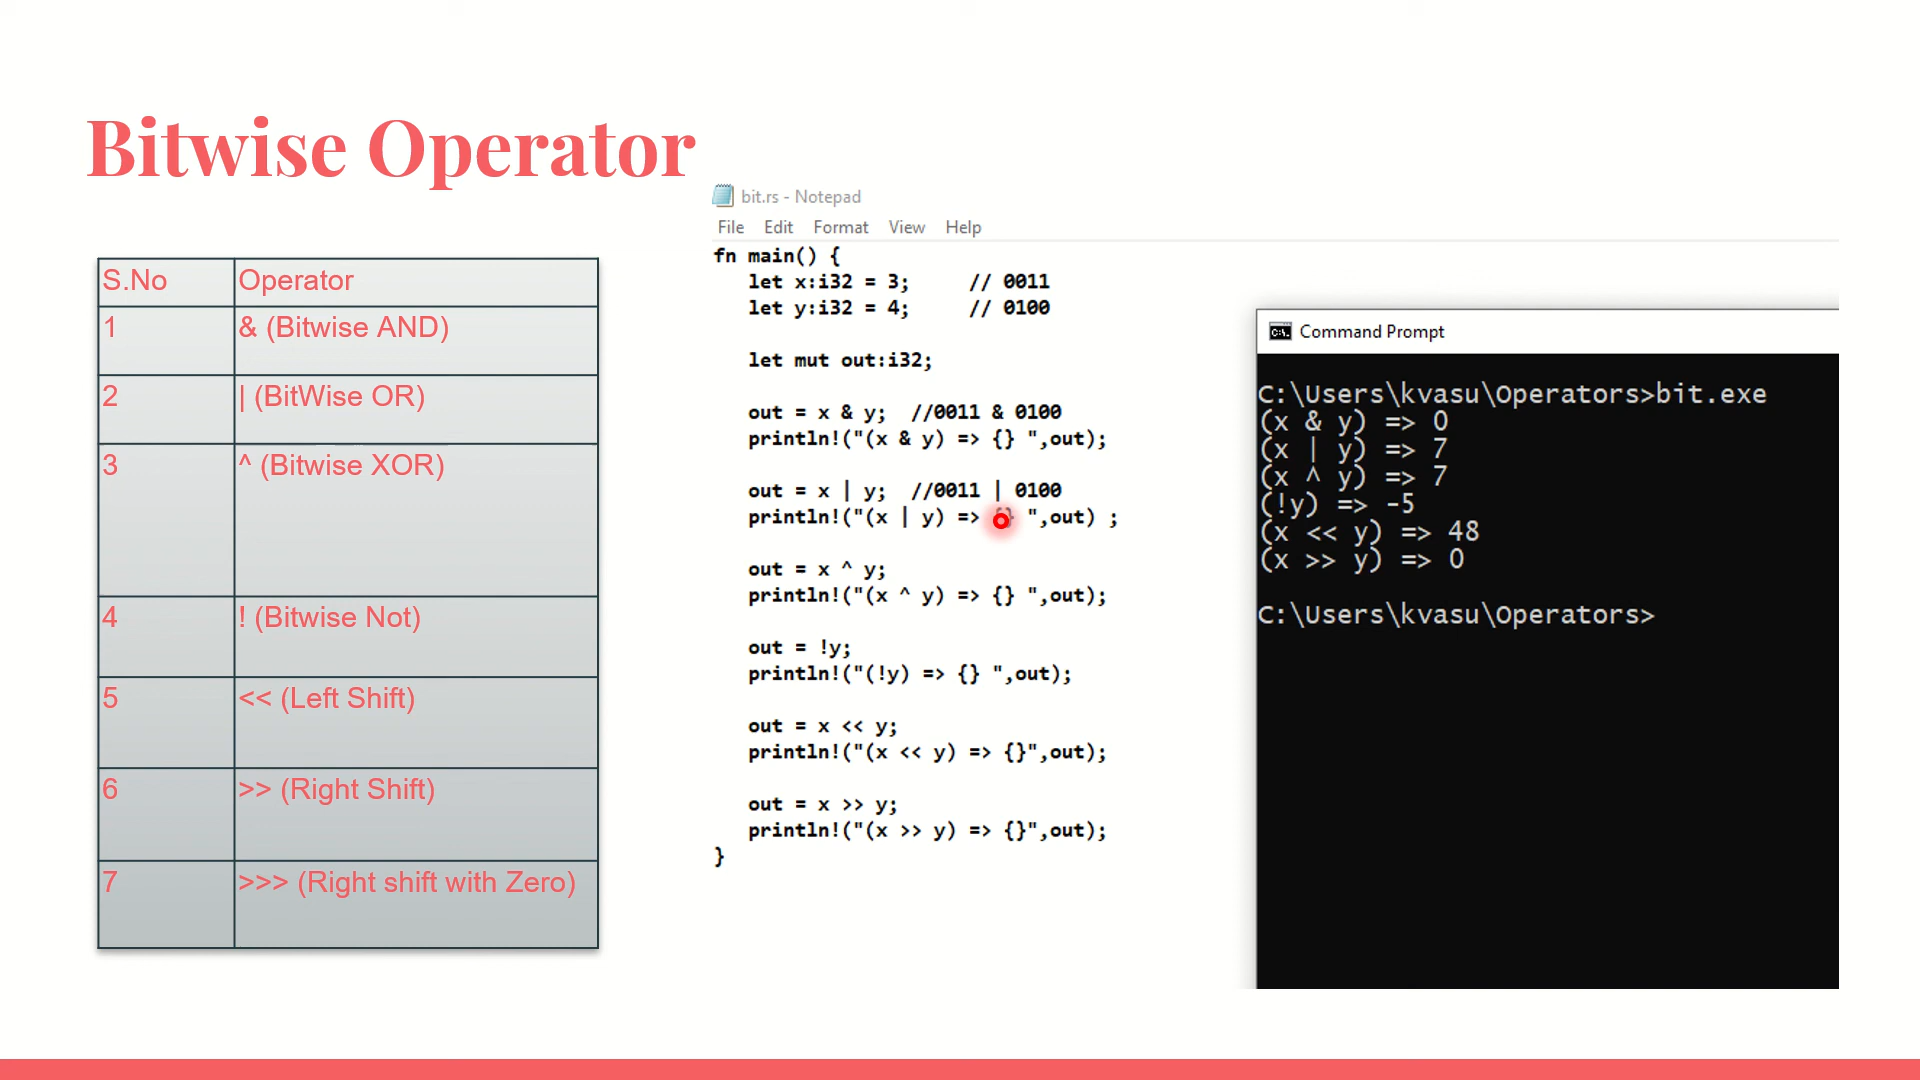 Bitwise Operator
S.No Operator
1 & (Bitwise AND)
2 | (BitWise OR)
3 ^ (Bitwise XOR)
4 ! (Bitwise Not)
5 << (Left Shift)
6 >> (Right Shift)
7 >>> (Right shift with Zero)
bit.rs - Notepad
File Edit Format View Help
fn main() {
let x:i32 = 3; // 0011
let y:i32 = 4; // 0100
let mut out:i32;
out = x & y; //0011 & 0100
println!("(x & y) => {} ",out);
out = x | y; //0011 | 0100
println!("(x | y) => {} ",out) ;
out = x ^ y;
println!("(x ^ y) => {} ",out);
out = !y;
println!("(!y) => {} ",out);
out = x << y;
println!("(x << y) => {}",out);
out = x >> y;
println!("(x >> y) => {}",out);
}
Command Prompt
C:\Users\kvasu\Operators>bit.exe
(x & y) => 0
(x | y) => 7
(x ^ y) => 7
(!y) => -5
(x << y) => 48
(x >> y) => 0
C:\Users\kvasu\Operators>